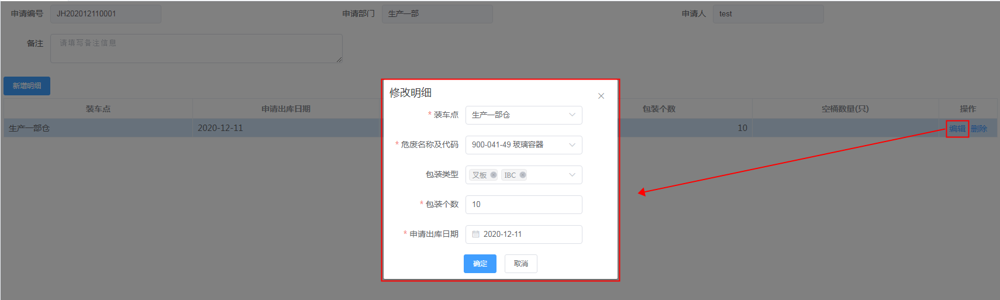 申请编号 JH202012110001 申请部门 生产一部 申请人 test
备注 请填写备注信息
新增明细
装车点 申请出库日期 包装个数 空桶数量(只) 操作
生产一部仓 2020-12-11 10 编辑 删除
修改明细
* 装车点 生产一部仓
* 危废名称及代码 900-041-49 玻璃容器
包装类型 叉板 IBC
* 包装个数 10
* 申请出库日期 2020-12-11
确定 取消